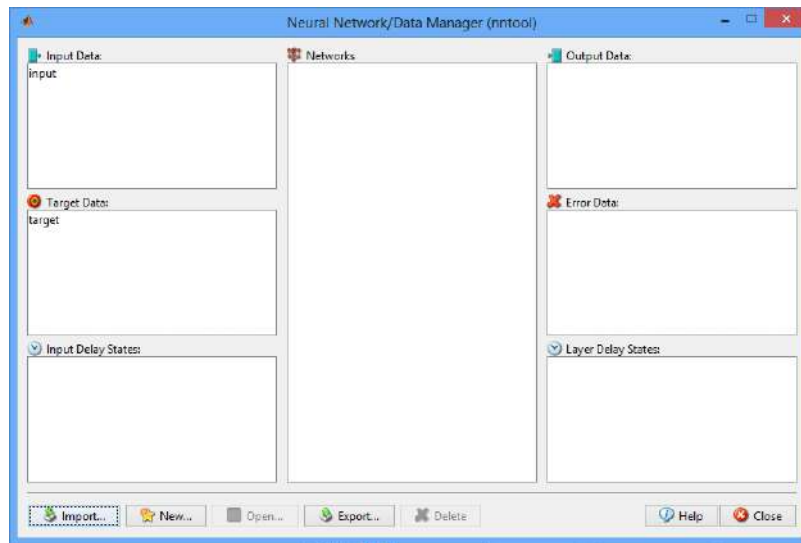 Neural Network/Data Manager (nntool)
Input Data:
input
Networks
Output Data:
Target Data:
target
Error Data:
Input Delay States:
Layer Delay States:
Import...
New...
Open...
Export...
Delete
Help
Close